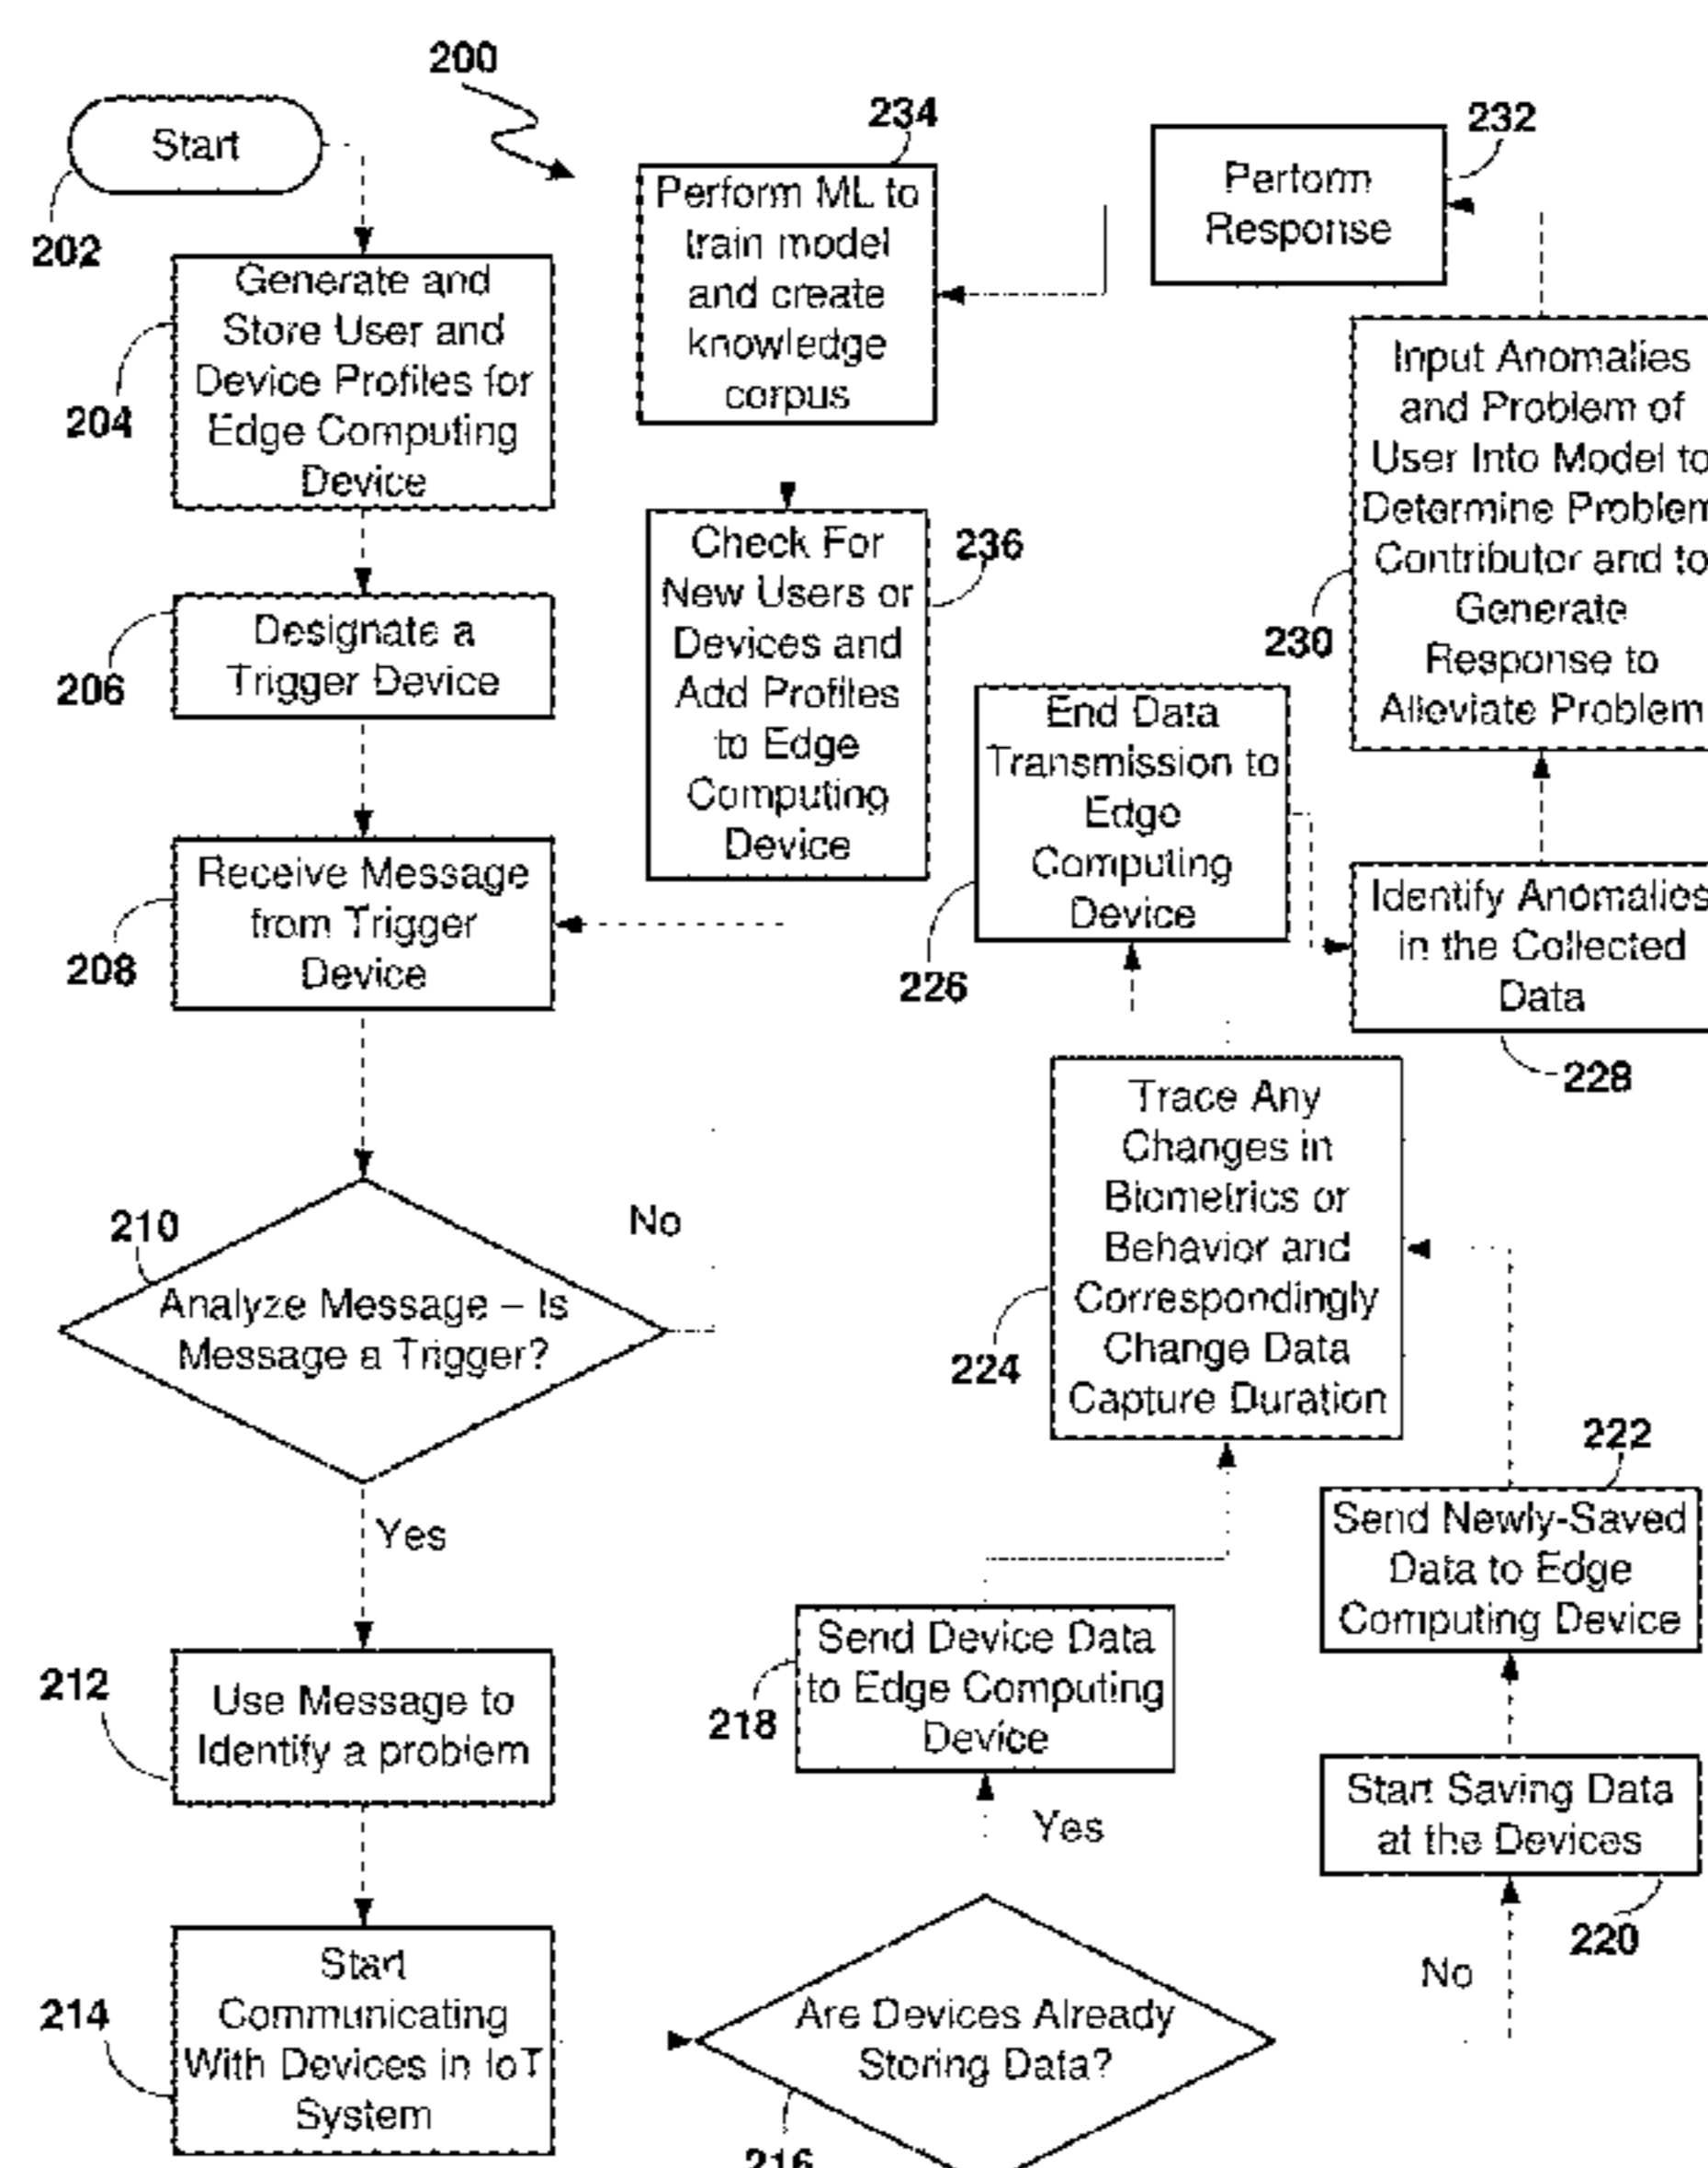 200
Start
202
Generate and
Store User and
Device Profiles for
Edge Computing
Device
204
Designate a
Trigger Device
206
Receive Message
from Trigger
Device
208
210
Analyze Message – Is
Message a Trigger?
No
Yes
212
Use Message to
Identify a problem
214
Start
Communicating
With Devices in IoT
System
Are Devices Already
Storing Data?
216
Yes
218
Send Device Data
to Edge Computing
Device
No
220
Start Saving Data
at the Devices
222
Send Newly-Saved
Data to Edge
Computing Device
224
Trace Any
Changes in
Biometrics or
Behavior and
Correspondingly
Change Data
Capture Duration
226
End Data
Transmission to
Edge
Computing
Device
228
Identify Anomalies
in the Collected
Data
230
Input Anomalies
and Problem of
User Into Model to
Determine Problem
Contributor and to
Generate
Response to
Alleviate Problem
232
Perform
Response
234
Perform ML to
train model
and create
knowledge
corpus
236
Check For
New Users or
Devices and
Add Profiles
to Edge
Computing
Device